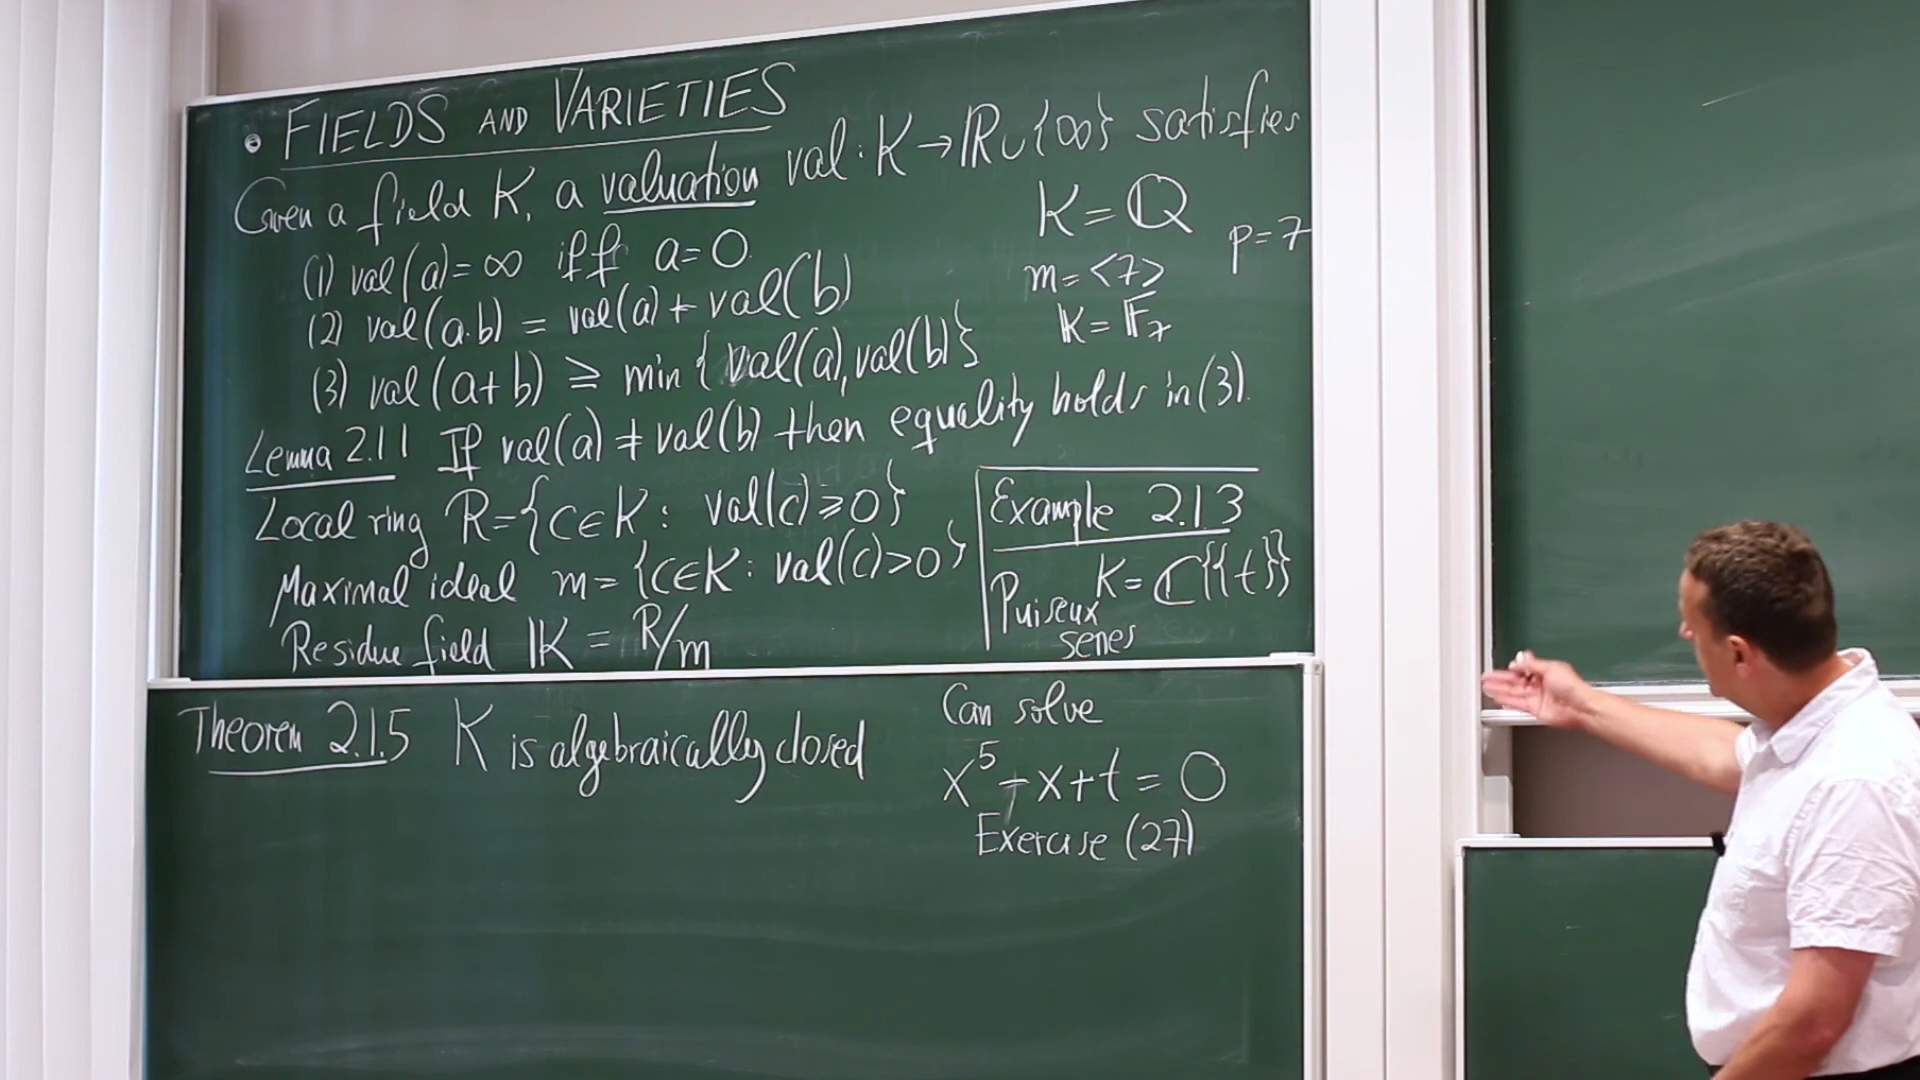 • FIELDS AND VARIETIES
Given a field K, a valuation val: K → ℝ∪{∞} satisfies
(1) val(a) = ∞ iff a=0.
(2) val(a·b) = val(a) + val(b)
(3) val(a+b) ≥ min{val(a), val(b)}
K = ℚ p=7
m = <7>
𝕂 = 𝔽₇
Lemma 2.1.1 If val(a) ≠ val(b) then equality holds in (3).
Local ring R = {c∈K : val(c) ≥ 0}
Maximal ideal m = {c∈K : val(c) > 0}
Residue field 𝕂 = R/m
Example 2.1.3
K = ℂ{{t}}
Puiseux
series
Theorem 2.1.5 K is algebraically closed
Can solve
x⁵ + x + t = 0
Exercise (27)